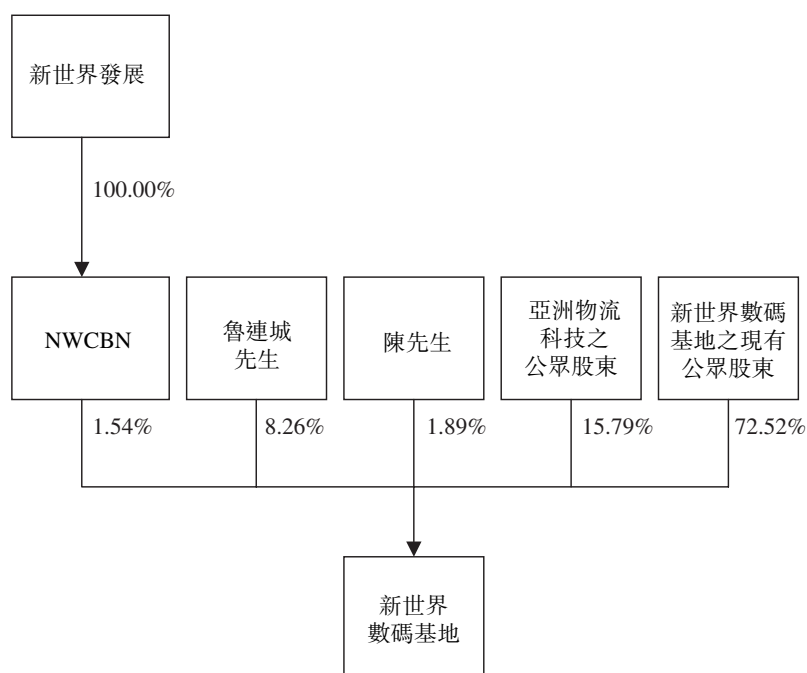 新世界發展
100.00%
NWCBN
魯連城
先生
陳先生
亞洲物流
科技之
公眾股東
新世界數碼
基地之現有
公眾股東
1.54%
8.26%
1.89%
15.79%
72.52%
新世界
數碼基地